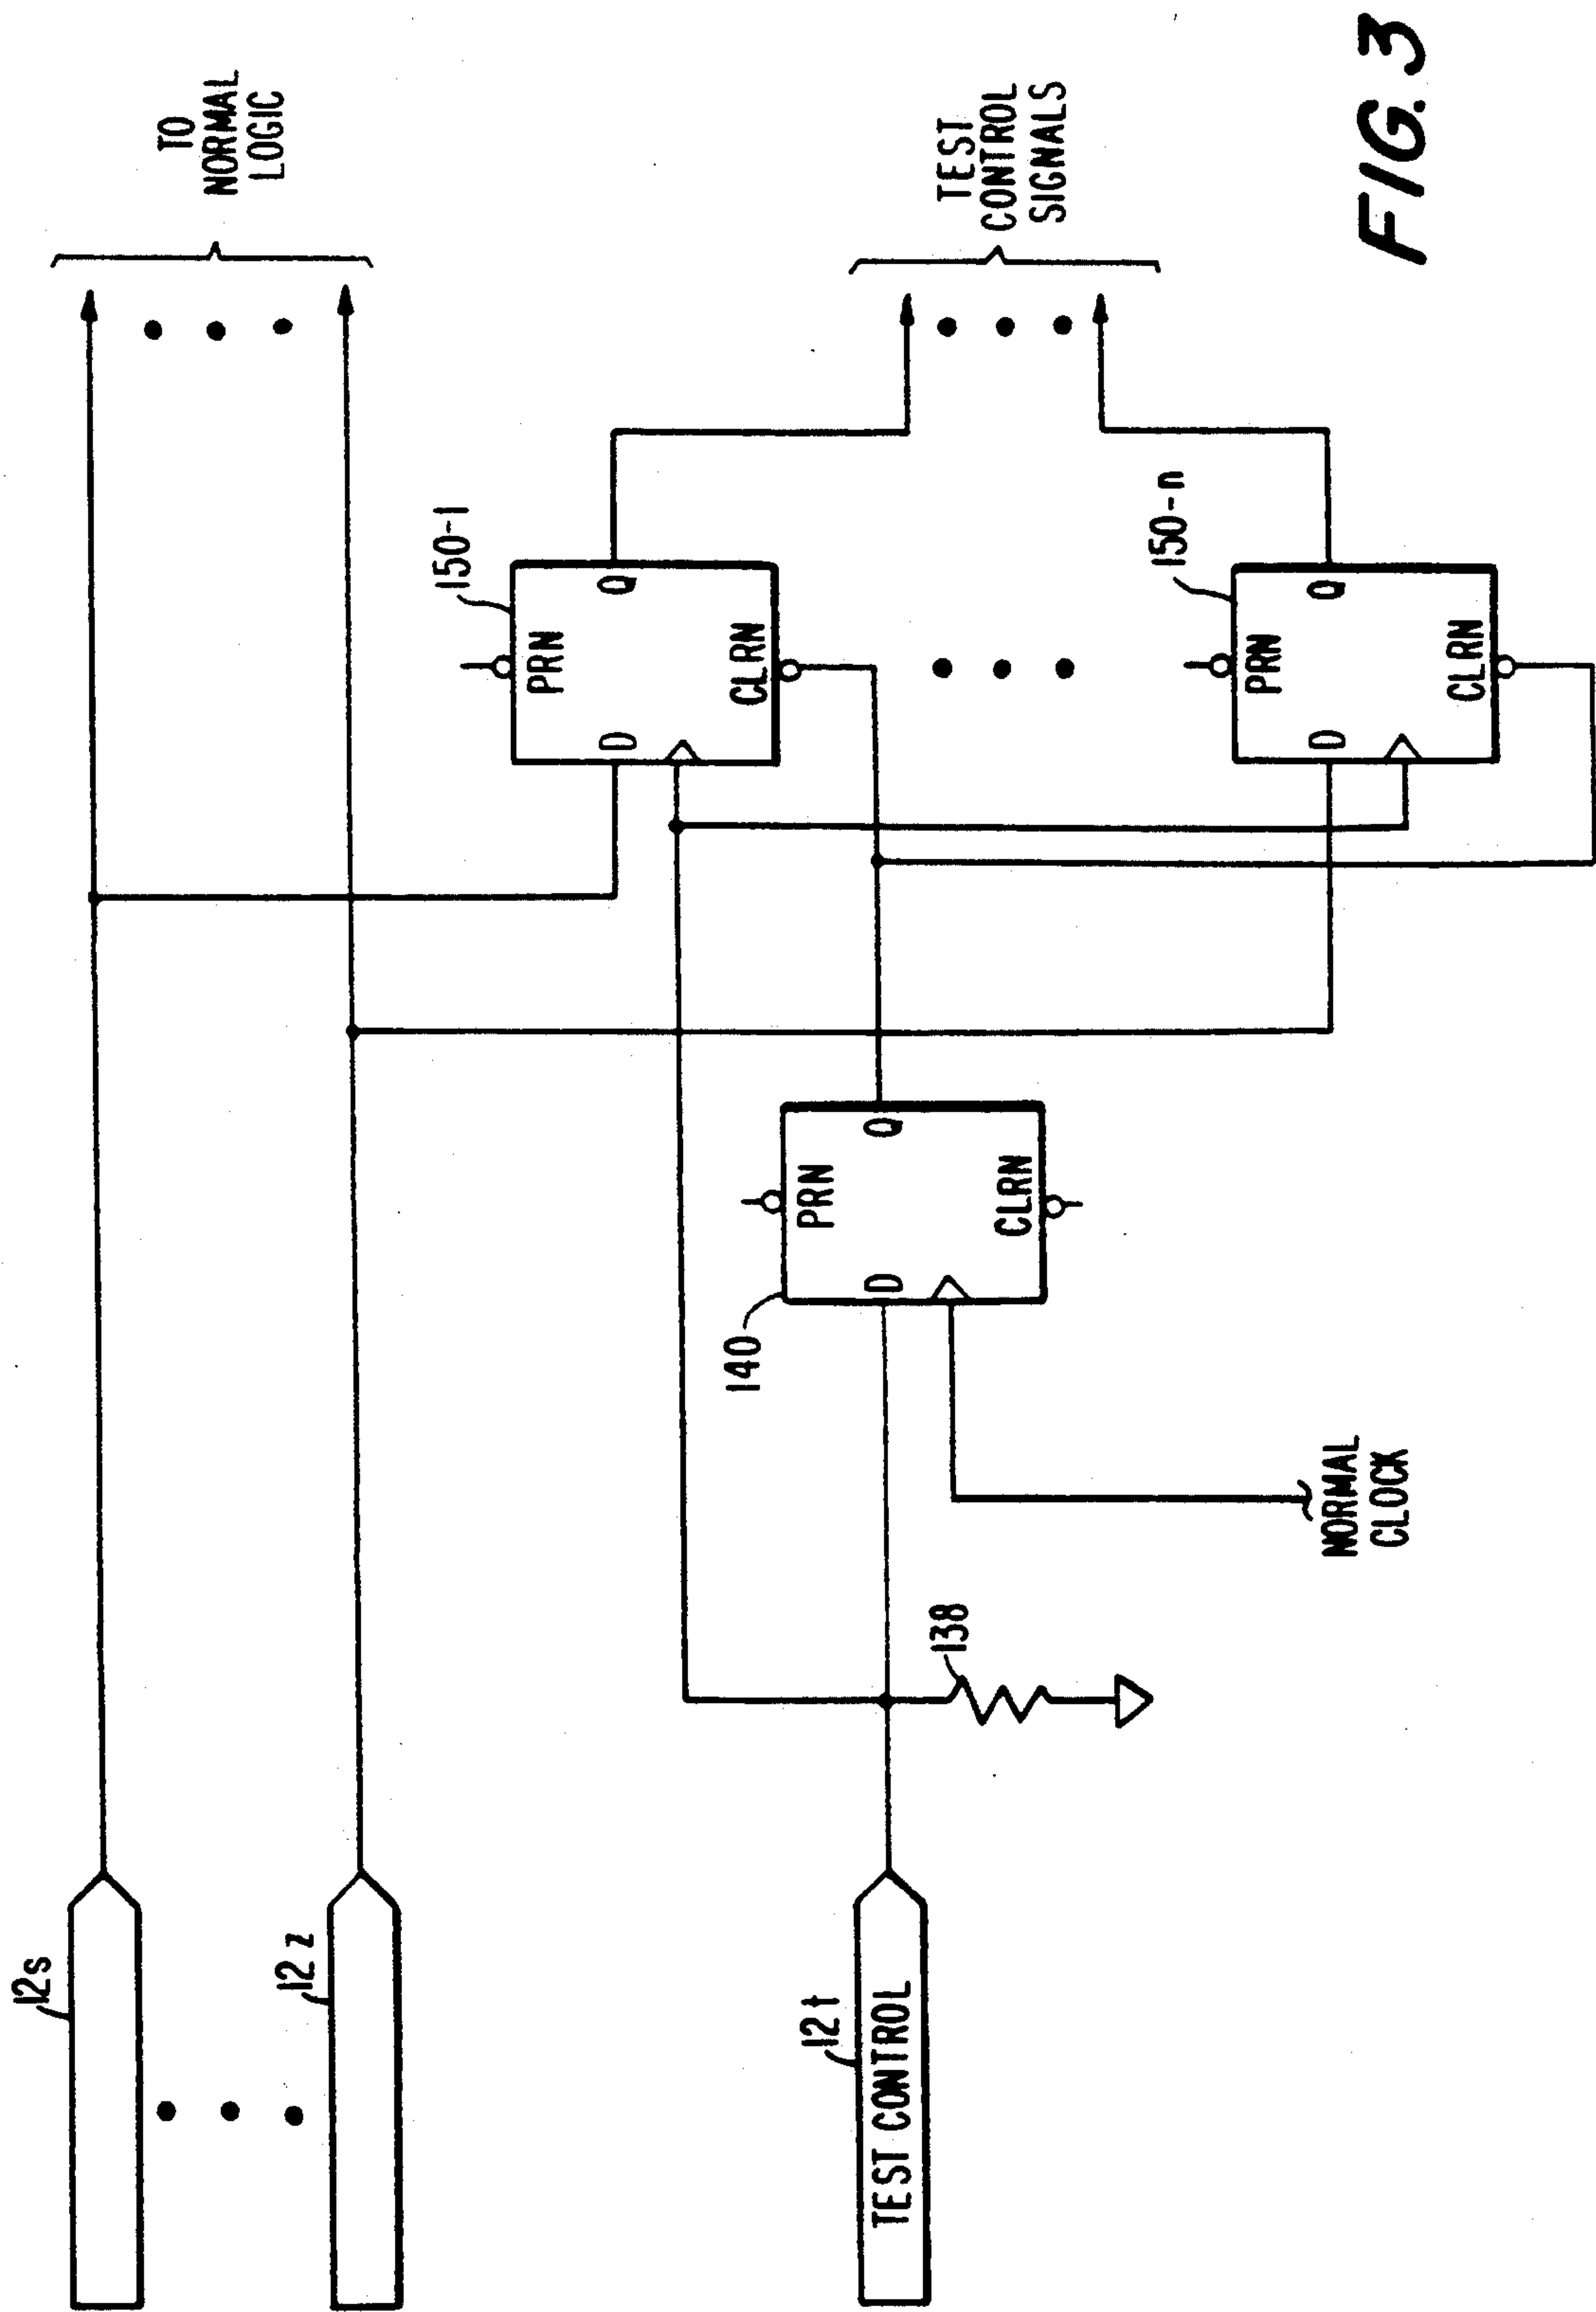 12s
TO
NORMAL
LOGIC
12z
150-1
PRN
D
Q
CLRN
12t
TEST CONTROL
138
140
PRN
D
Q
CLRN
TEST
CONTROL
SIGNALS
150-n
PRN
D
Q
CLRN
NORMAL
CLOCK
FIG. 3